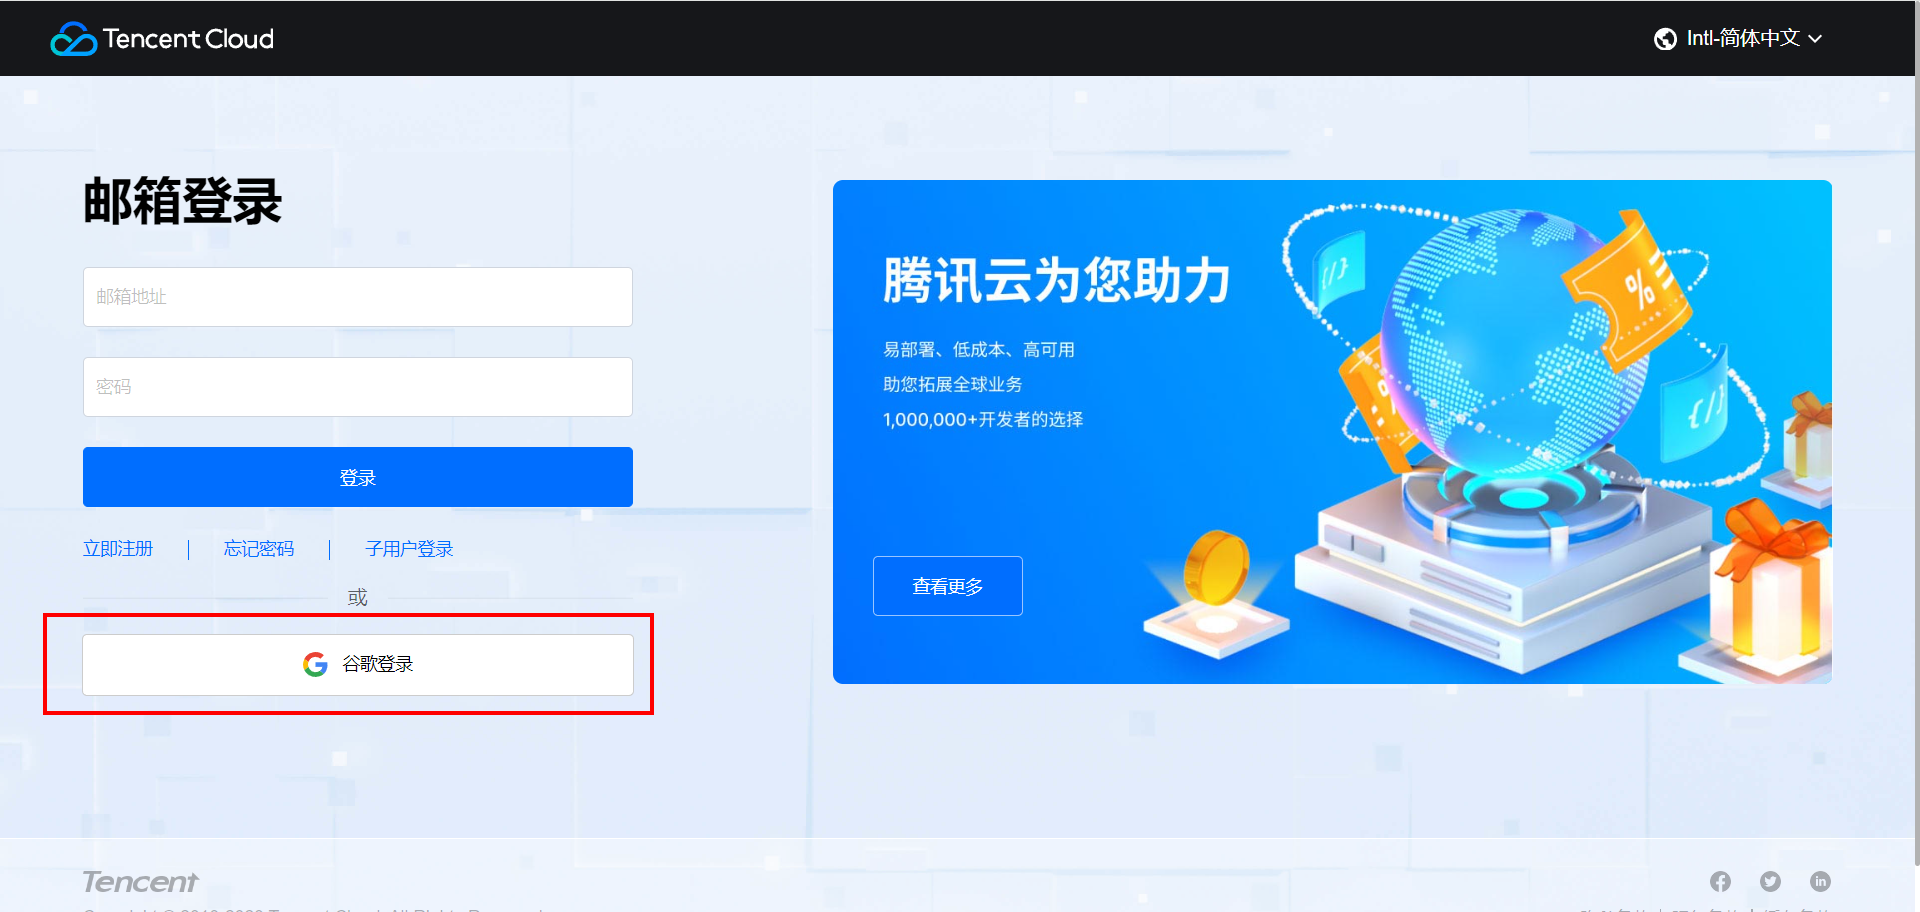 Tencent Cloud
Intl-简体中文
邮箱登录
邮箱地址
密码
登录
立即注册 | 忘记密码 | 子用户登录
或
谷歌登录
腾讯云为您助力
易部署、低成本、高可用
助您拓展全球业务
1,000,000+开发者的选择
查看更多
Tencent